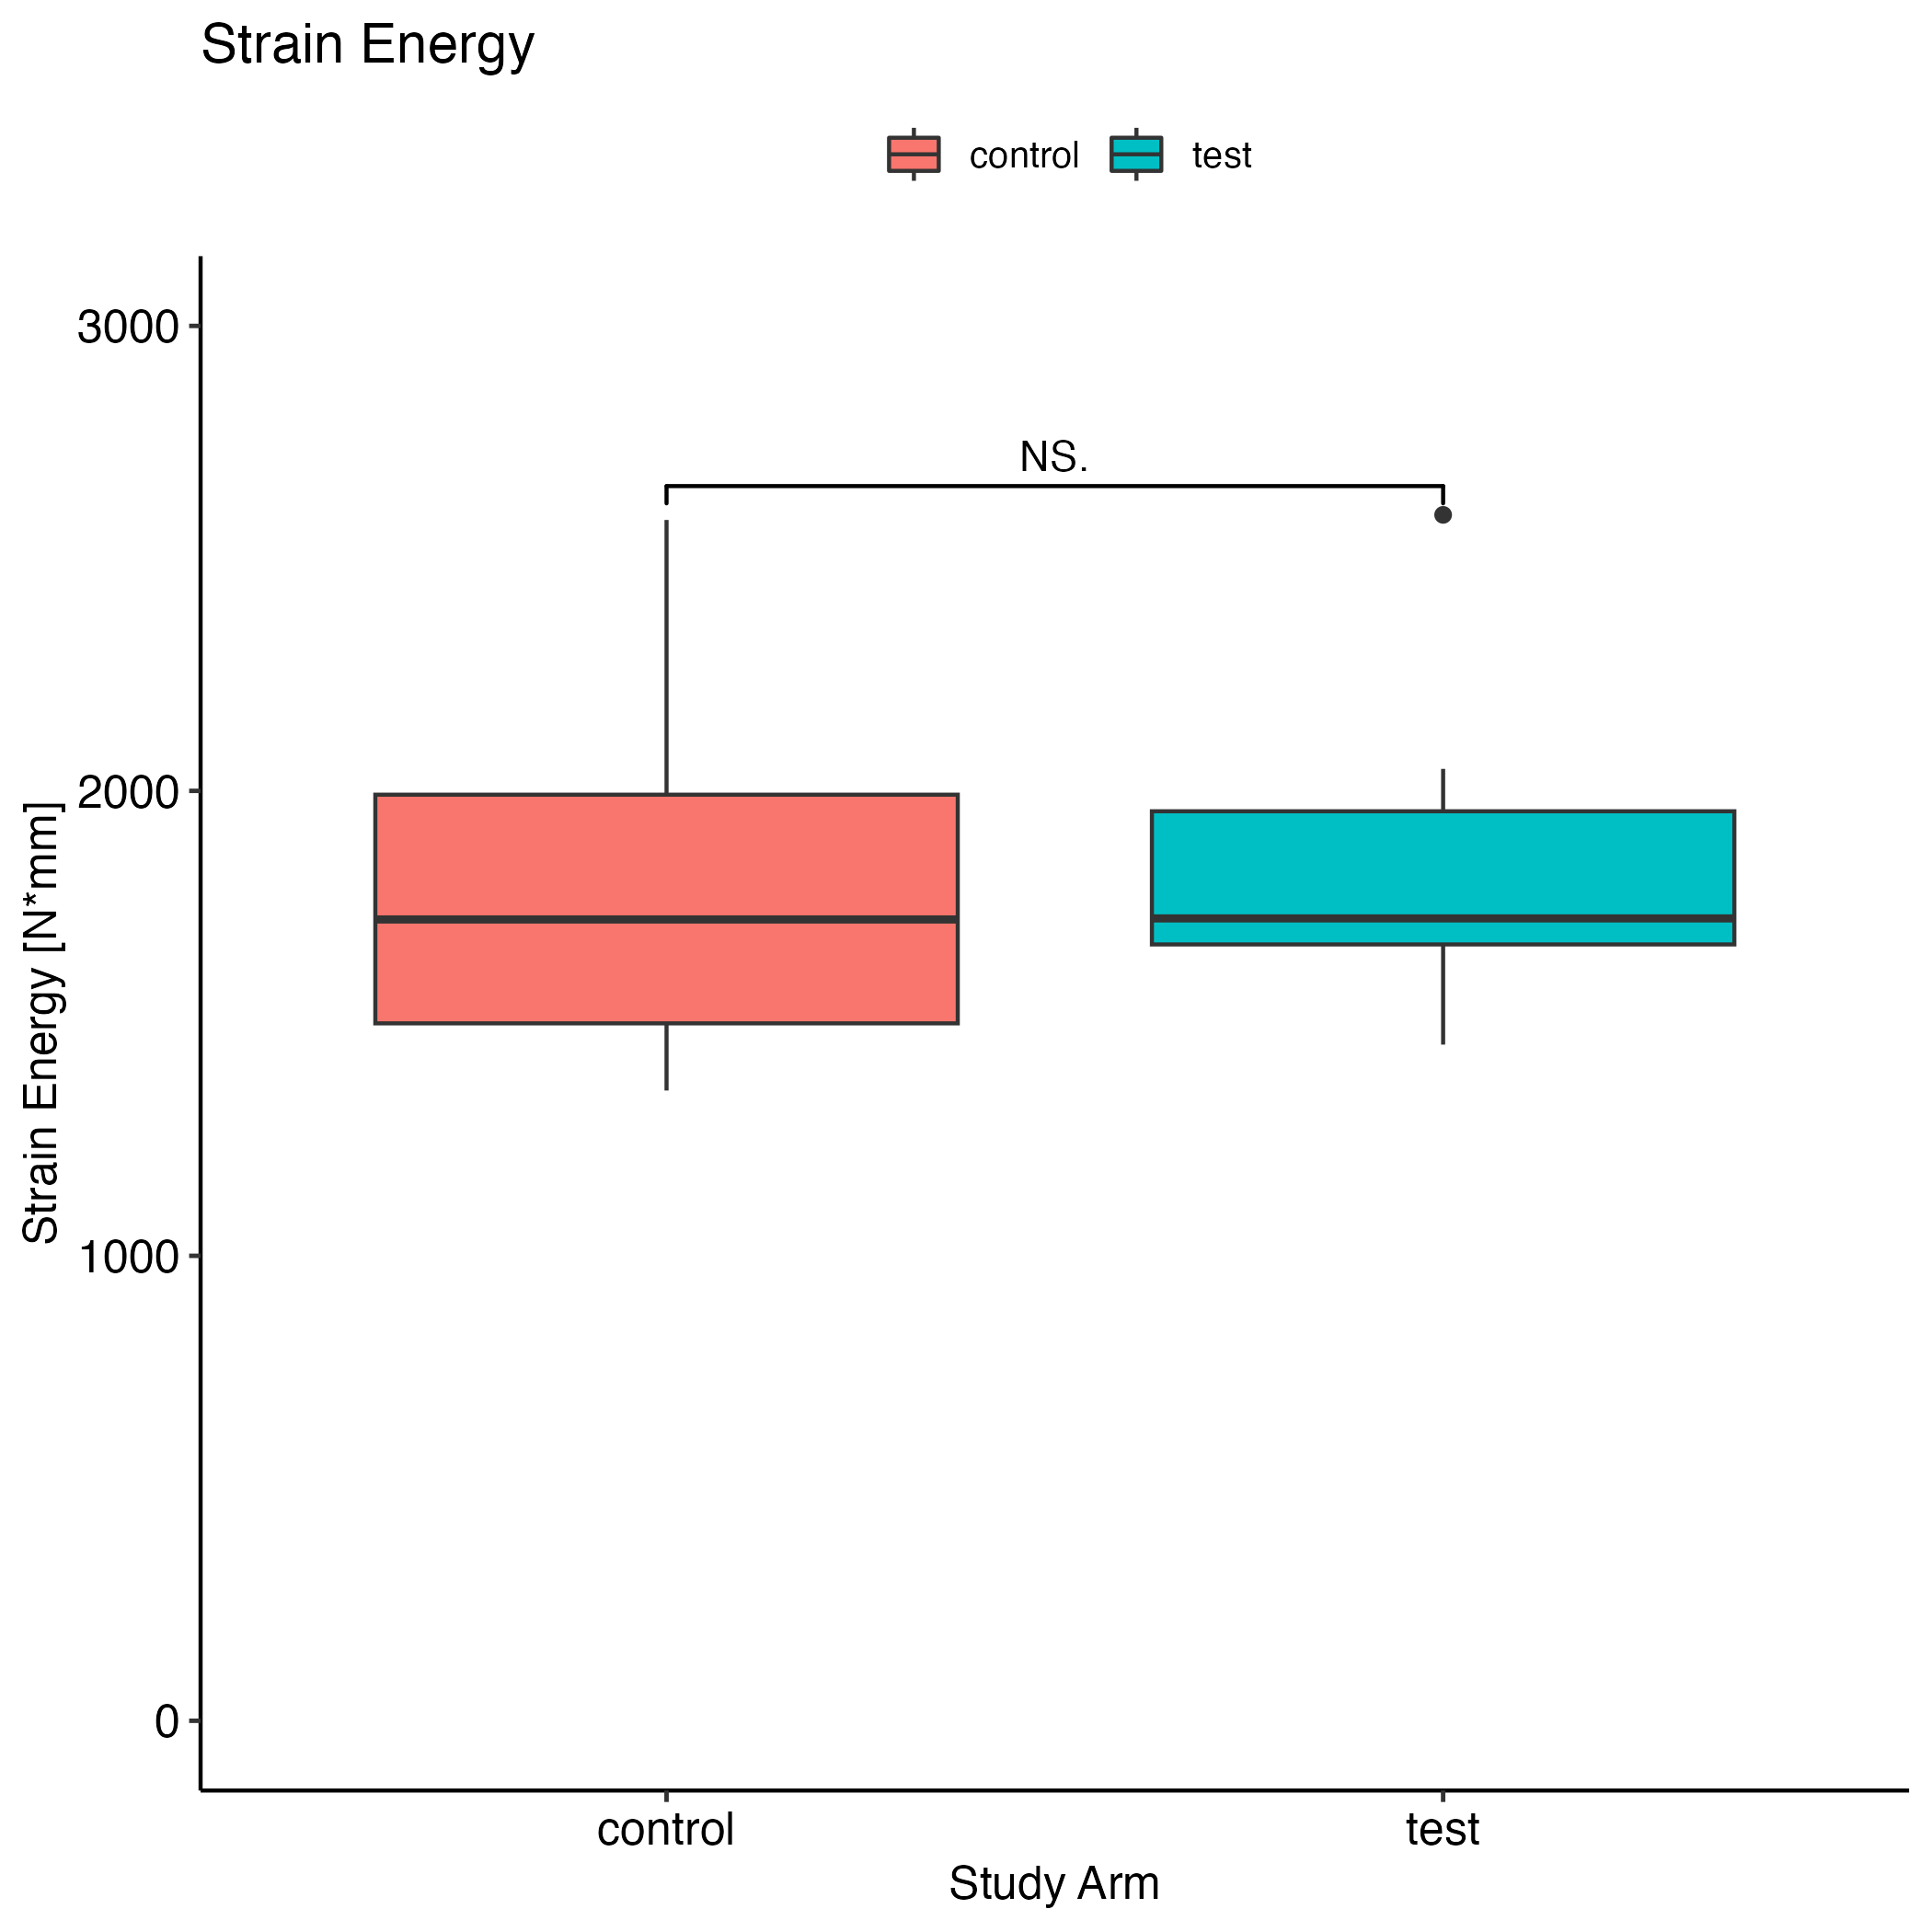 Strain Energy
control test
3000
2000
1000
0
Strain Energy [N*mm]
NS.
control test
Study Arm